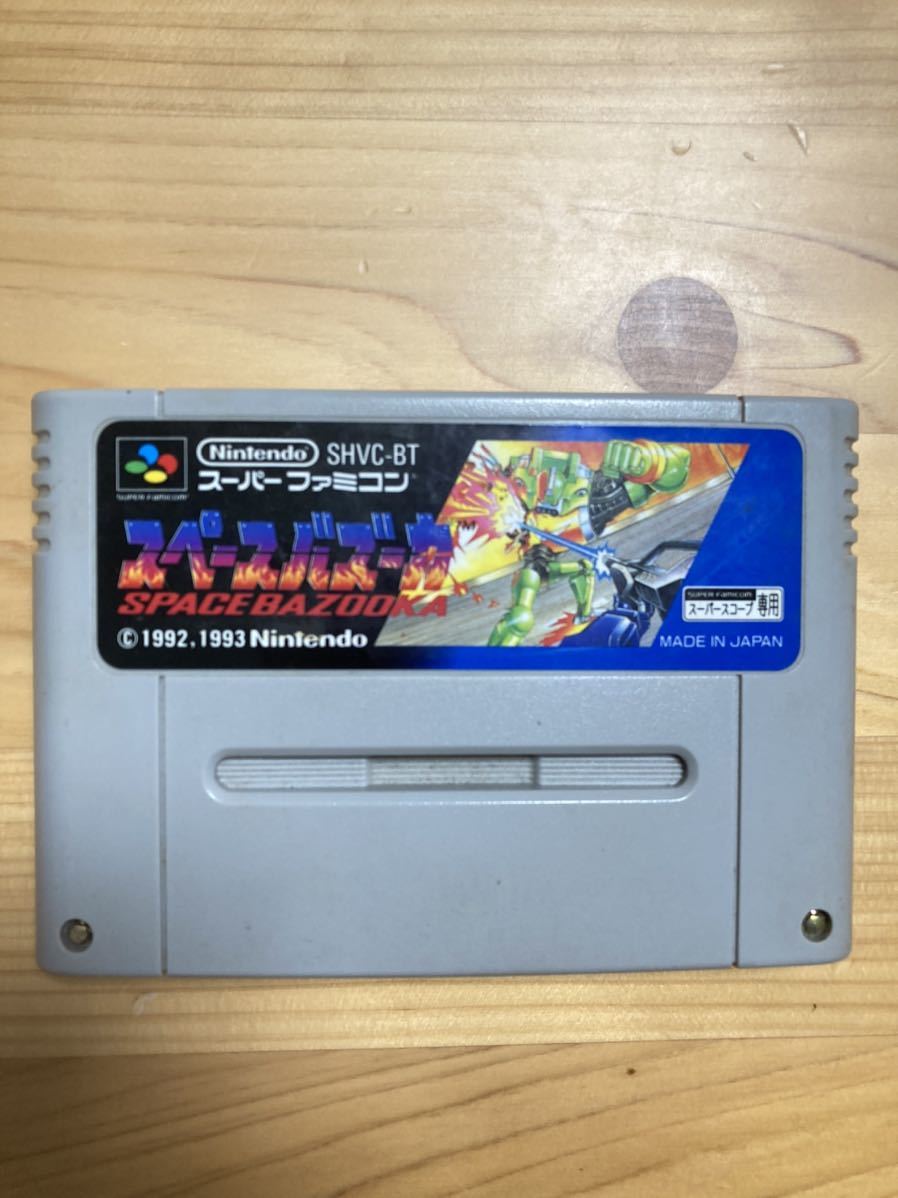 SUPER FAMICOM
Nintendo SHVC-BT
スーパーファミコン
スペースバズーカ
SPACE BAZOOKA
© 1992, 1993 Nintendo
SUPER FAMICOM
スーパースコープ専用
MADE IN JAPAN